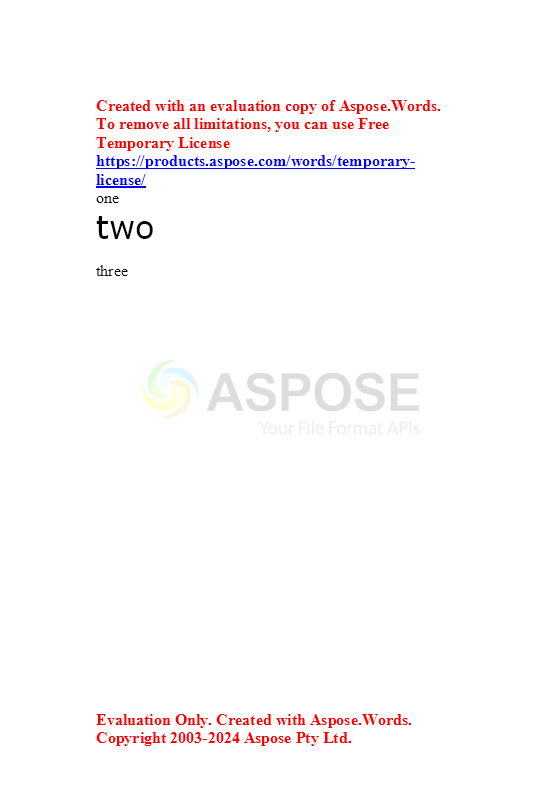 Created with an evaluation copy of Aspose.Words.
To remove all limitations, you can use Free
Temporary License
https://products.aspose.com/words/temporary-
license/
one
two
three
ASPOSE
Your File Format APIs
Evaluation Only. Created with Aspose.Words.
Copyright 2003-2024 Aspose Pty Ltd.